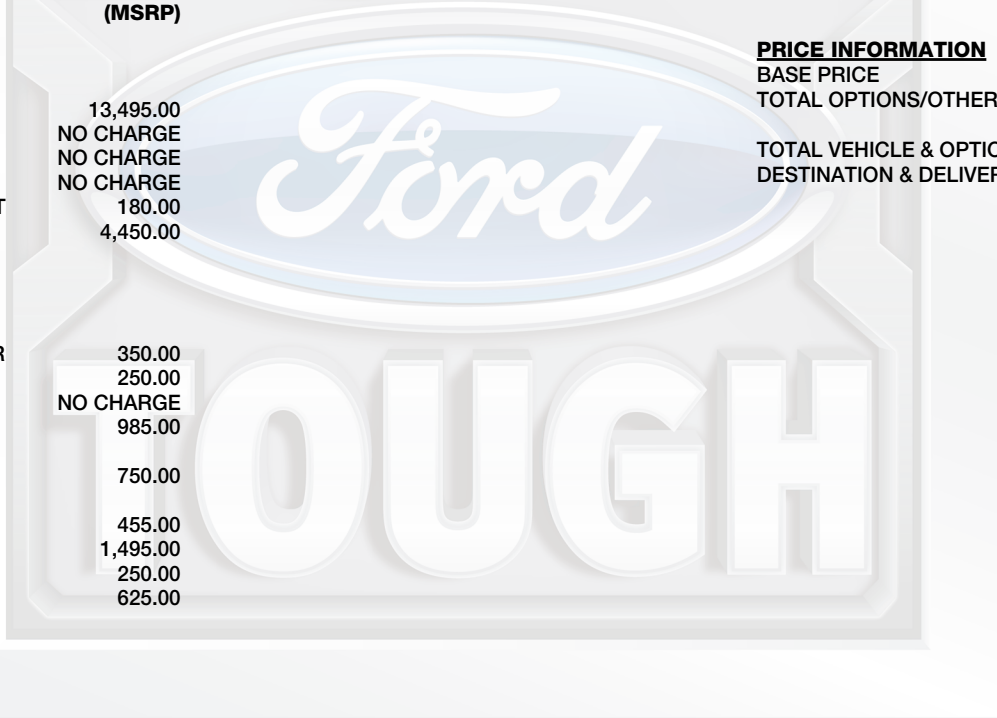 (MSRP)
13,495.00
NO CHARGE
NO CHARGE
NO CHARGE
T 180.00
4,450.00
R 350.00
250.00
NO CHARGE
985.00
750.00
455.00
1,495.00
250.00
625.00
PRICE INFORMATION
BASE PRICE
TOTAL OPTIONS/OTHER
TOTAL VEHICLE & OPTIO
DESTINATION & DELIVER
Ford
TOUGH